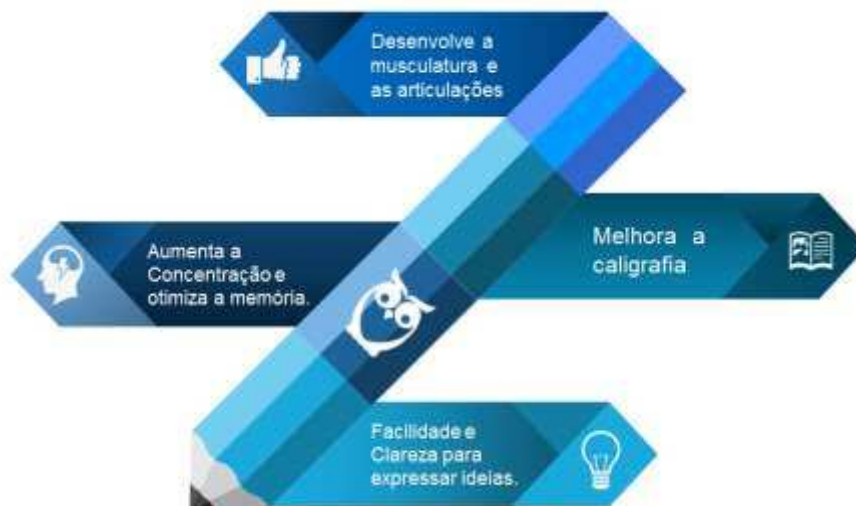 Desenvolve a
musculatura e
as articulações
Melhora a
caligrafia
Aumenta a
Concentração e
otimiza a memória.
Facilidade e
Clareza para
expressar ideias.